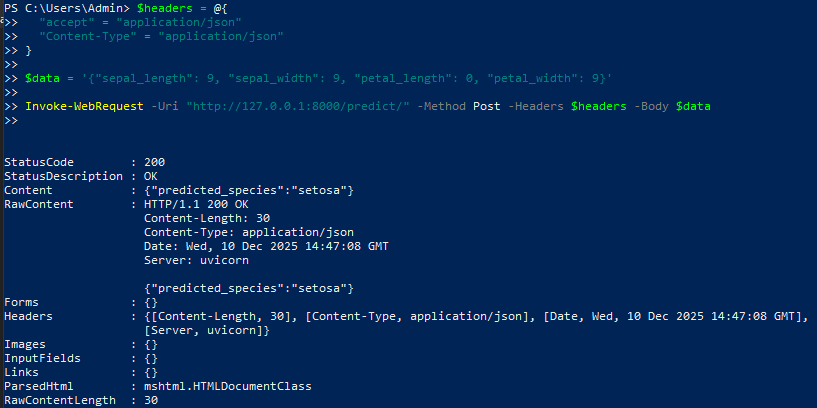 PS C:\Users\Admin> $headers = @{
>>   "accept" = "application/json"
>>   "Content-Type" = "application/json"
>> }
>>
>> $data = '{"sepal_length": 9, "sepal_width": 9, "petal_length": 0, "petal_width": 9}'
>>
>> Invoke-WebRequest -Uri "http://127.0.0.1:8000/predict/" -Method Post -Headers $headers -Body $data
>>
StatusCode        : 200
StatusDescription : OK
Content           : {"predicted_species":"setosa"}
RawContent        : HTTP/1.1 200 OK
                    Content-Length: 30
                    Content-Type: application/json
                    Date: Wed, 10 Dec 2025 14:47:08 GMT
                    Server: uvicorn
                    {"predicted_species":"setosa"}
Forms             : {}
Headers           : {[Content-Length, 30], [Content-Type, application/json], [Date, Wed, 10 Dec 2025 14:47:08 GMT],
                    [Server, uvicorn]}
Images            : {}
InputFields       : {}
Links             : {}
ParsedHtml        : mshtml.HTMLDocumentClass
RawContentLength  : 30